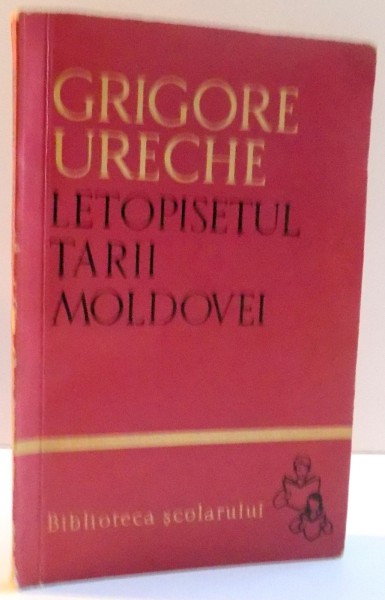 GRIGORE
URECHE
LETOPISEȚUL
ȚARII
MOLDOVEI
Biblioteca școlarului